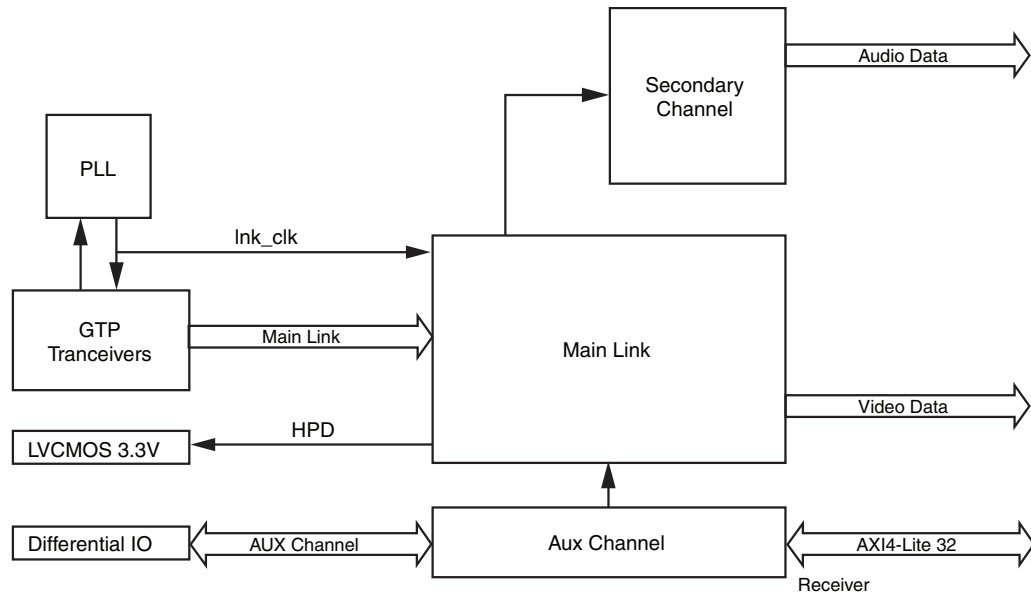 Audio Data
Secondary
Channel
PLL
lnk_clk
GTP
Tranceivers
Main Link
Main Link
Video Data
HPD
LVCMOS 3.3V
Differential IO
AUX Channel
Aux Channel
AXI4-Lite 32
Receiver